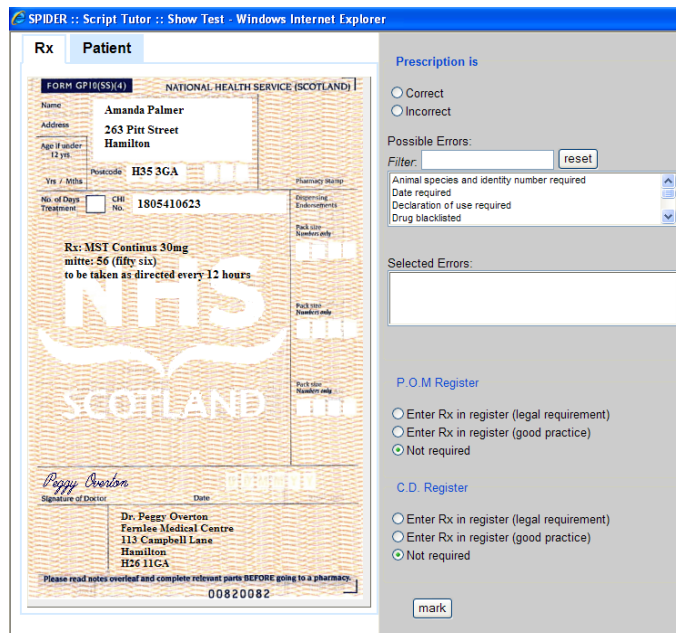 SPIDER :: Script Tutor :: Show Test - Windows Internet Explorer
Rx Patient
FORM GP10(SS)(4) NATIONAL HEALTH SERVICE (SCOTLAND)
Name
Amanda Palmer
Address
263 Pitt Street
Hamilton
Age if under
12 yrs.
Yrs / Mths
Postcode H35 3GA
Pharmacy Stamp
No. of Days
Treatment
CHI
No.
1805410623
Dispensing
Endorsements
Pack size
Numbers only
Rx: MST Continus 30mg
mitte: 56 (fifty six)
to be taken as directed every 12 hours
NHS
SCOTLAND
Pack size
Numbers only
Pack size
Numbers only
Peggy Overton
Signature of Doctor Date
Dr. Peggy Overton
Fernlee Medical Centre
113 Campbell Lane
Hamilton
H26 11GA
Please read notes overleaf and complete relevant parts BEFORE going to a pharmacy.
00820082
Prescription is
Correct
Incorrect
Possible Errors:
Filter: reset
Animal species and identity number required
Date required
Declaration of use required
Drug blacklisted
Selected Errors:
P.O.M Register
Enter Rx in register (legal requirement)
Enter Rx in register (good practice)
Not required
C.D. Register
Enter Rx in register (legal requirement)
Enter Rx in register (good practice)
Not required
mark